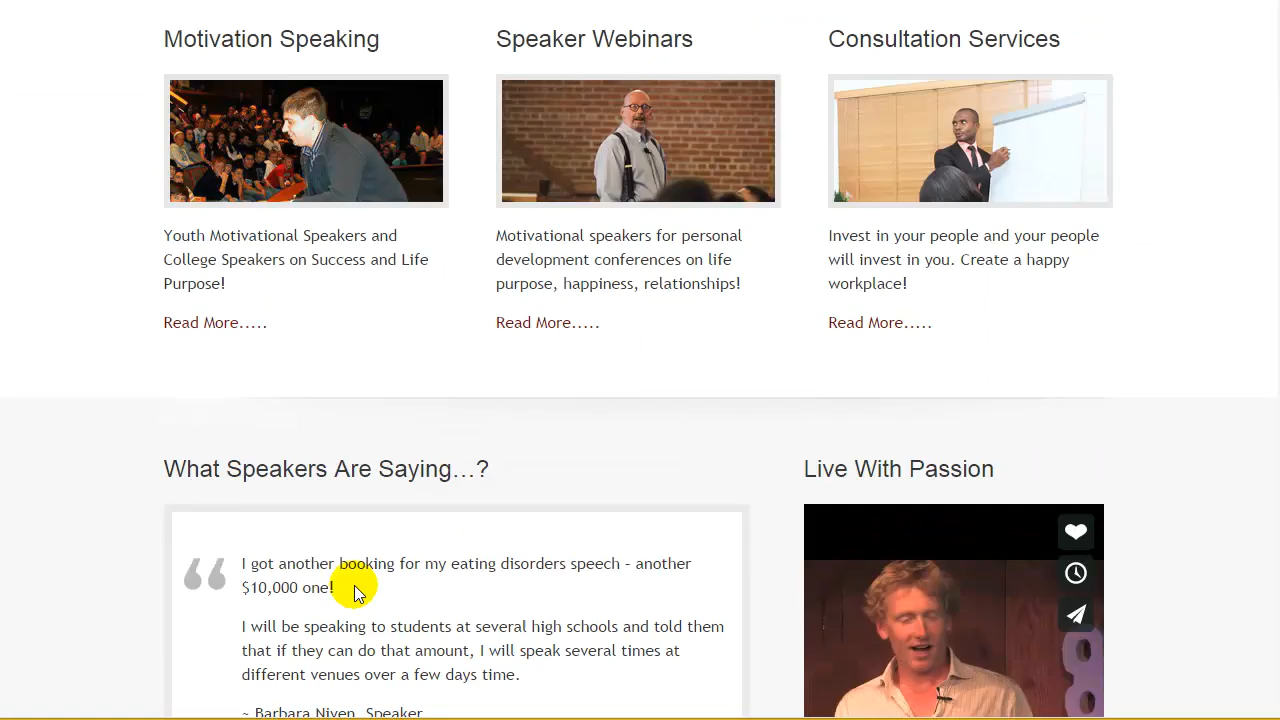 Motivation Speaking
Speaker Webinars
Consultation Services
Youth Motivational Speakers and
College Speakers on Success and Life
Purpose!
Read More.....
Motivational speakers for personal
development conferences on life
purpose, happiness, relationships!
Read More.....
Invest in your people and your people
will invest in you. Create a happy
workplace!
Read More.....
What Speakers Are Saying...?
I got another booking for my eating disorders speech – another
$10,000 one!
I will be speaking to students at several high schools and told them
that if they can do that amount, I will speak several times at
different venues over a few days time.
~ Barbara Niven, Speaker
Live With Passion